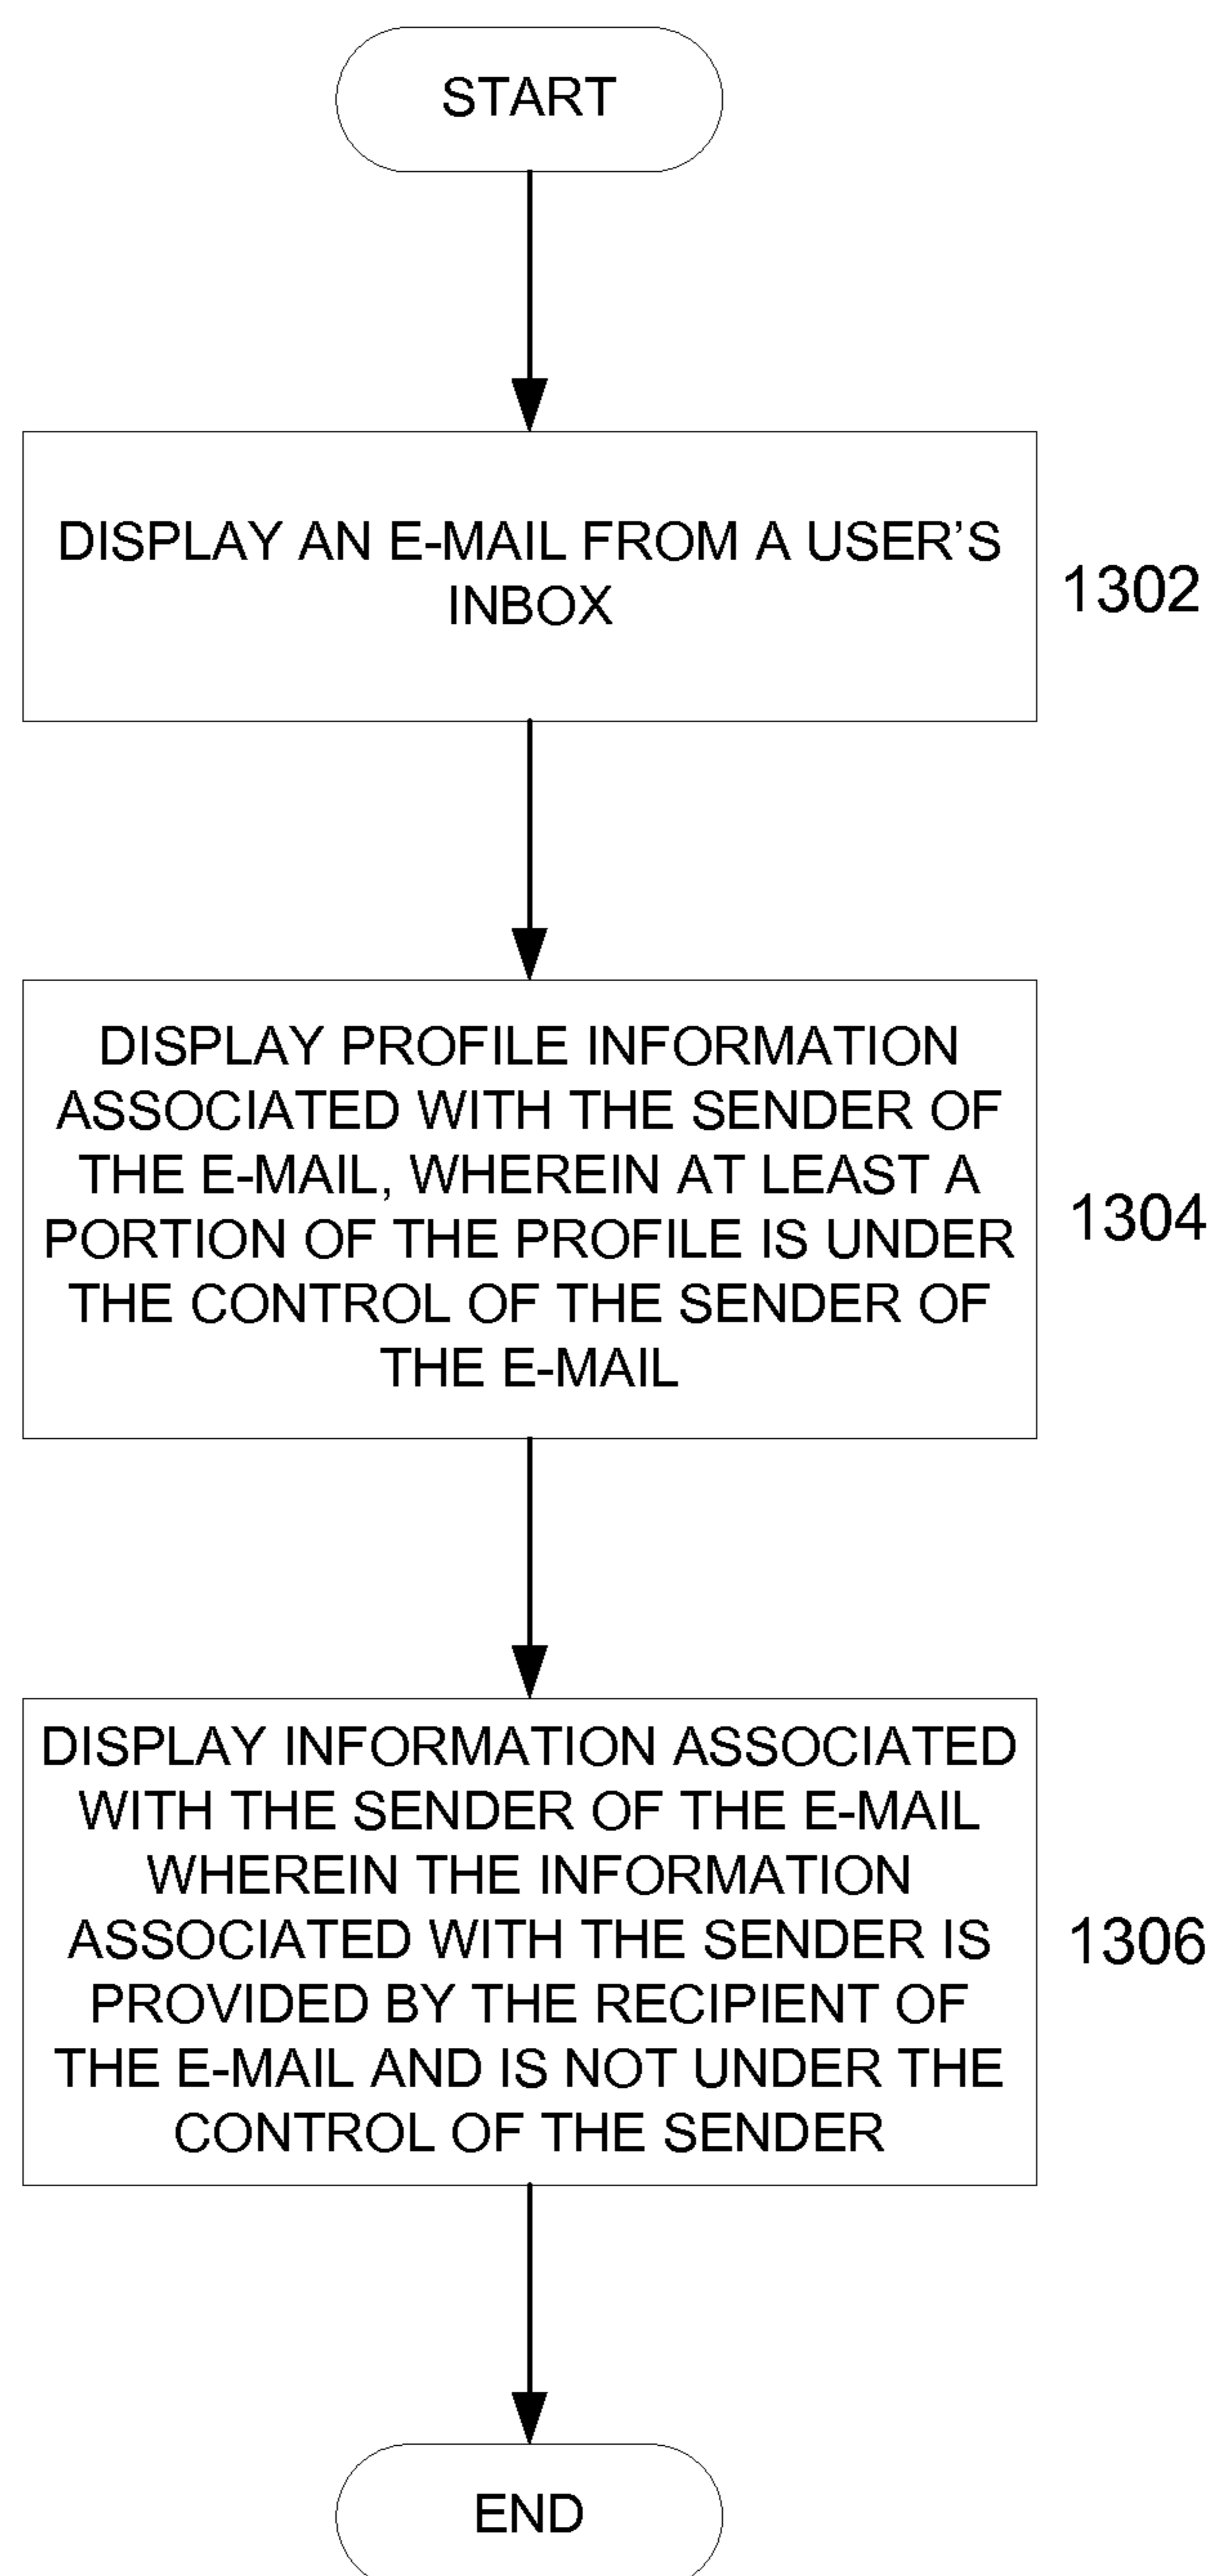 START
DISPLAY AN E-MAIL FROM A USER’S
INBOX
1302
DISPLAY PROFILE INFORMATION
ASSOCIATED WITH THE SENDER OF
THE E-MAIL, WHEREIN AT LEAST A
PORTION OF THE PROFILE IS UNDER
THE CONTROL OF THE SENDER OF
THE E-MAIL
1304
DISPLAY INFORMATION ASSOCIATED
WITH THE SENDER OF THE E-MAIL
WHEREIN THE INFORMATION
ASSOCIATED WITH THE SENDER IS
PROVIDED BY THE RECIPIENT OF
THE E-MAIL AND IS NOT UNDER THE
CONTROL OF THE SENDER
1306
END